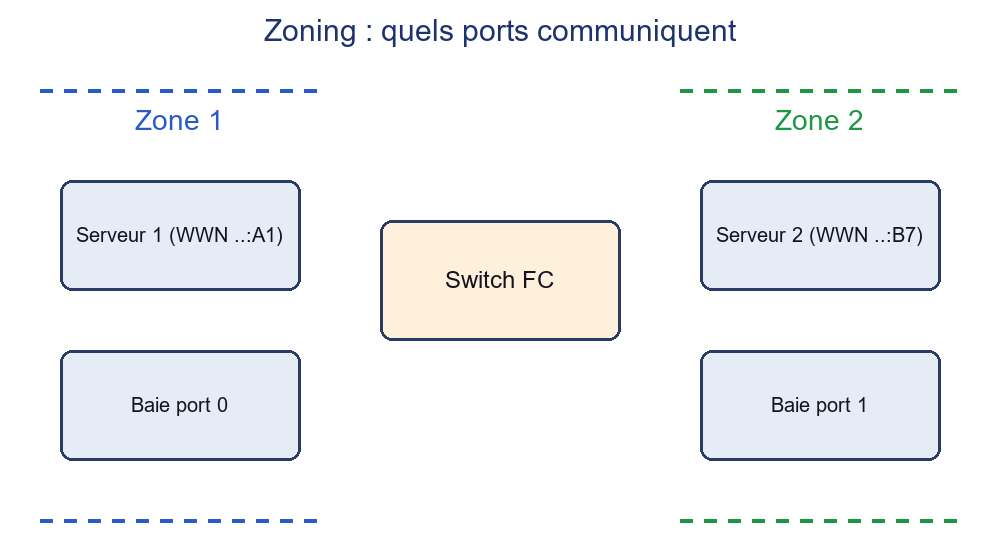 Zoning : quels ports communiquent
Zone 1
Zone 2
Serveur 1 (WWN ..:A1)
Serveur 2 (WWN ..:B7)
Switch FC
Baie port 0
Baie port 1